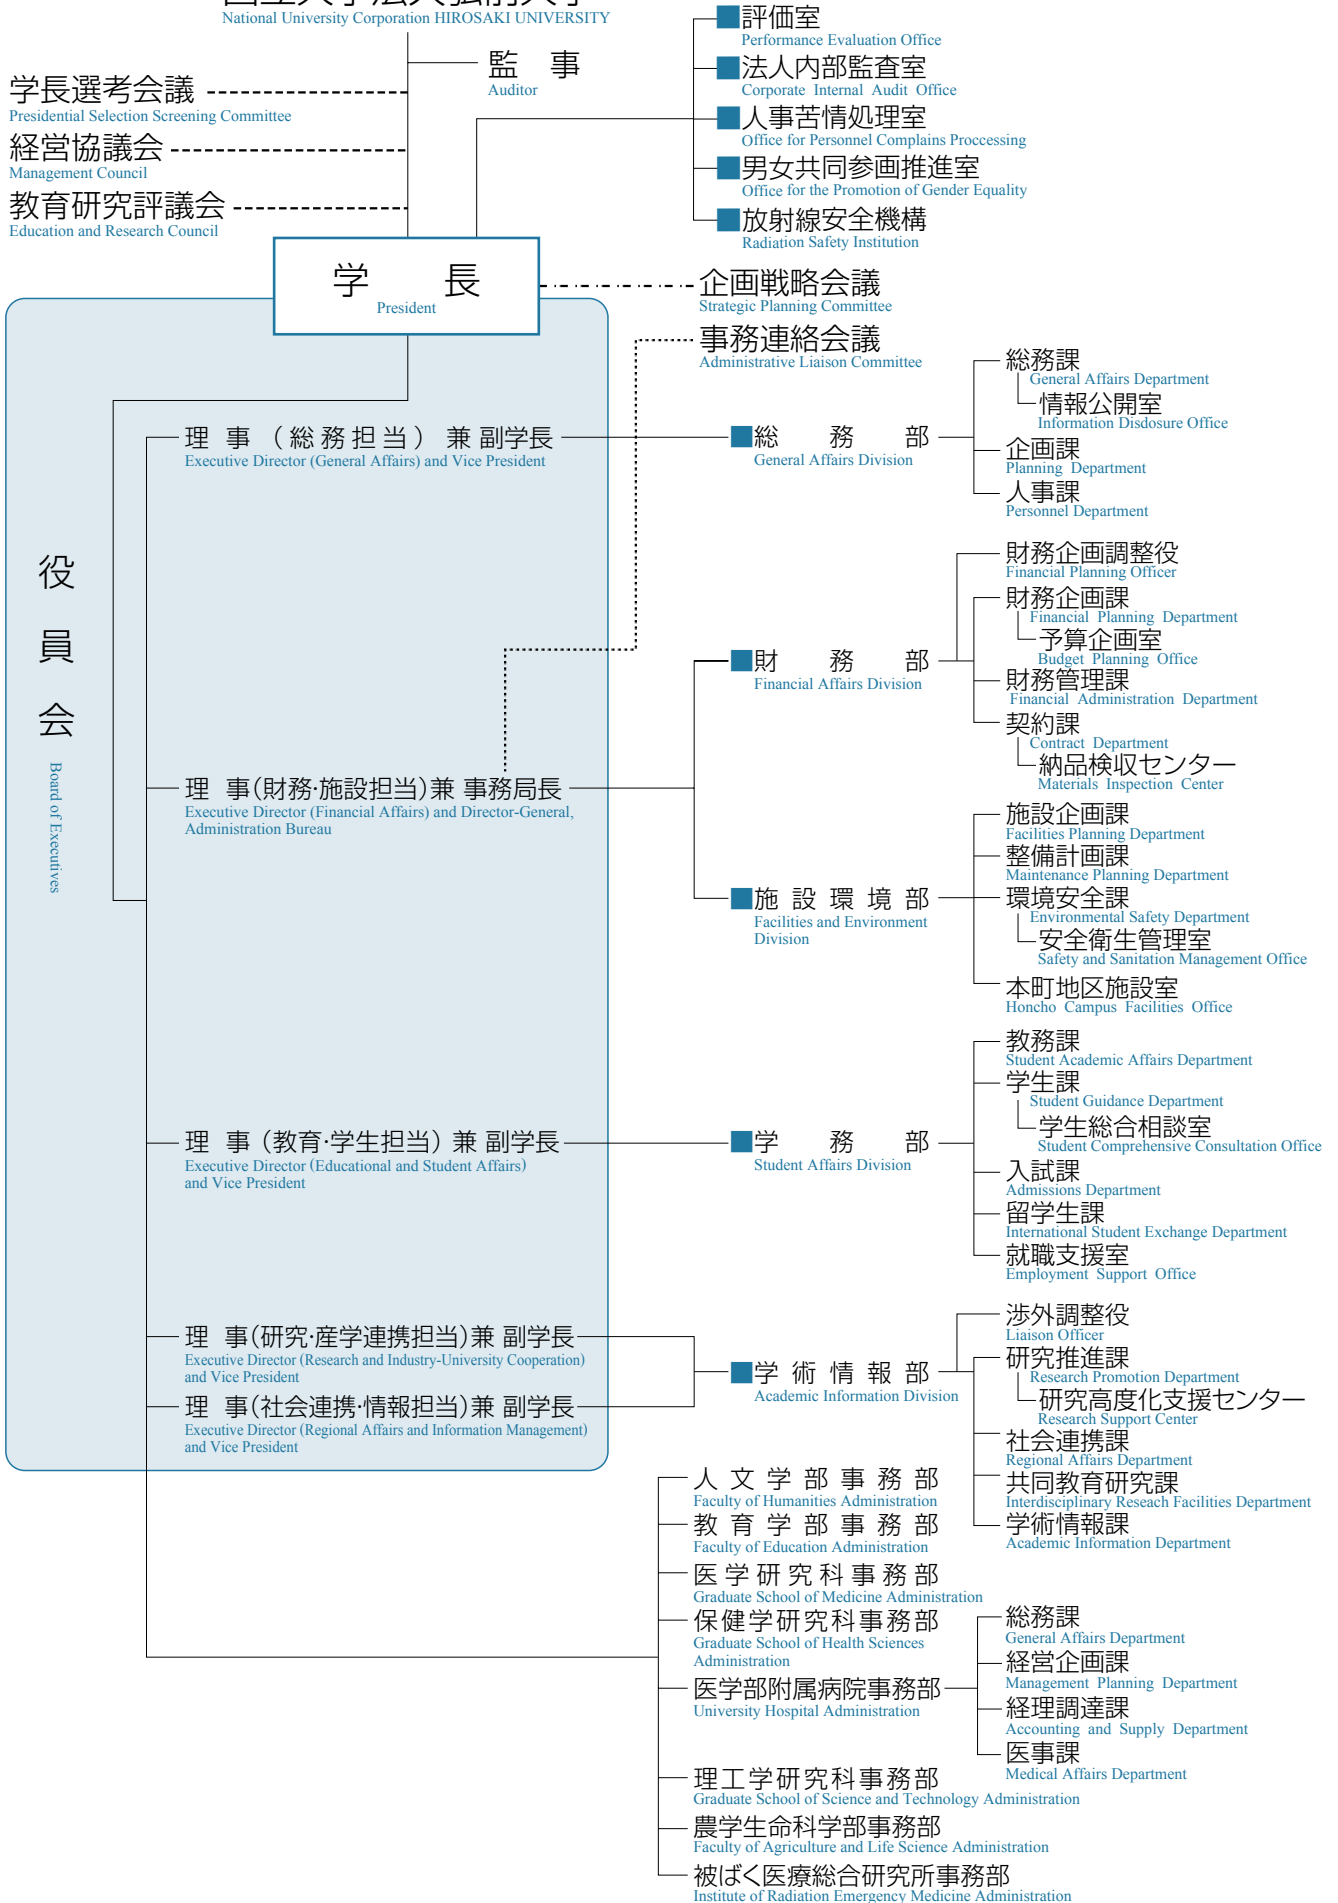 National University Corporation HIROSAKI UNIVERSITY
監 事
Auditor
学長選考会議
Presidential Selection Screening Committee
経営協議会
Management Council
教育研究評議会
Education and Research Council
評価室
Performance Evaluation Office
法人内部監査室
Corporate Internal Audit Office
人事苦情処理室
Office for Personnel Complains Proccessing
男女共同参画推進室
Office for the Promotion of Gender Equality
放射線安全機構
Radiation Safety Institution
学 長
President
企画戦略会議
Strategic Planning Committee
事務連絡会議
Administrative Liaison Committee
役員会
Board of Executives
理 事 (総務担当) 兼 副学長
Executive Director (General Affairs) and Vice President
総 務 部
General Affairs Division
総務課
General Affairs Department
情報公開室
Information Disdosure Office
企画課
Planning Department
人事課
Personnel Department
理 事(財務·施設担当)兼 事務局長
Executive Director (Financial Affairs) and Director-General,
Administration Bureau
財 務 部
Financial Affairs Division
財務企画調整役
Financial Planning Officer
財務企画課
Financial Planning Department
予算企画室
Budget Planning Office
財務管理課
Financial Administration Department
契約課
Contract Department
納品検収センター
Materials Inspection Center
施 設 環 境 部
Facilities and Environment
Division
施設企画課
Facilities Planning Department
整備計画課
Maintenance Planning Department
環境安全課
Environmental Safety Department
安全衛生管理室
Safety and Sanitation Management Office
本町地区施設室
Honcho Campus Facilities Office
理 事 (教育·学生担当) 兼 副学長
Executive Director (Educational and Student Affairs)
and Vice President
学 務 部
Student Affairs Division
教務課
Student Academic Affairs Department
学生課
Student Guidance Department
学生総合相談室
Student Comprehensive Consultation Office
入試課
Admissions Department
留学生課
International Student Exchange Department
就職支援室
Employment Support Office
理 事(研究·産学連携担当)兼 副学長
Executive Director (Research and Industry-University Cooperation)
and Vice President
理 事(社会連携·情報担当)兼 副学長
Executive Director (Regional Affairs and Information Management)
and Vice President
学 術 情 報 部
Academic Information Division
渉外調整役
Liaison Officer
研究推進課
Research Promotion Department
研究高度化支援センター
Research Support Center
社会連携課
Regional Affairs Department
共同教育研究課
Interdisciplinary Reseach Facilities Department
学術情報課
Academic Information Department
人 文 学 部 事 務 部
Faculty of Humanities Administration
教 育 学 部 事 務 部
Faculty of Education Administration
医 学 研 究 科 事 務 部
Graduate School of Medicine Administration
保健学研究科事務部
Graduate School of Health Sciences
Administration
医学部附属病院事務部
University Hospital Administration
総務課
General Affairs Department
経営企画課
Management Planning Department
経理調達課
Accounting and Supply Department
医事課
Medical Affairs Department
理工学研究科事務部
Graduate School of Science and Technology Administration
農学生命科学部事務部
Faculty of Agriculture and Life Science Administration
被ばく医療総合研究所事務部
Institute of Radiation Emergency Medicine Administration